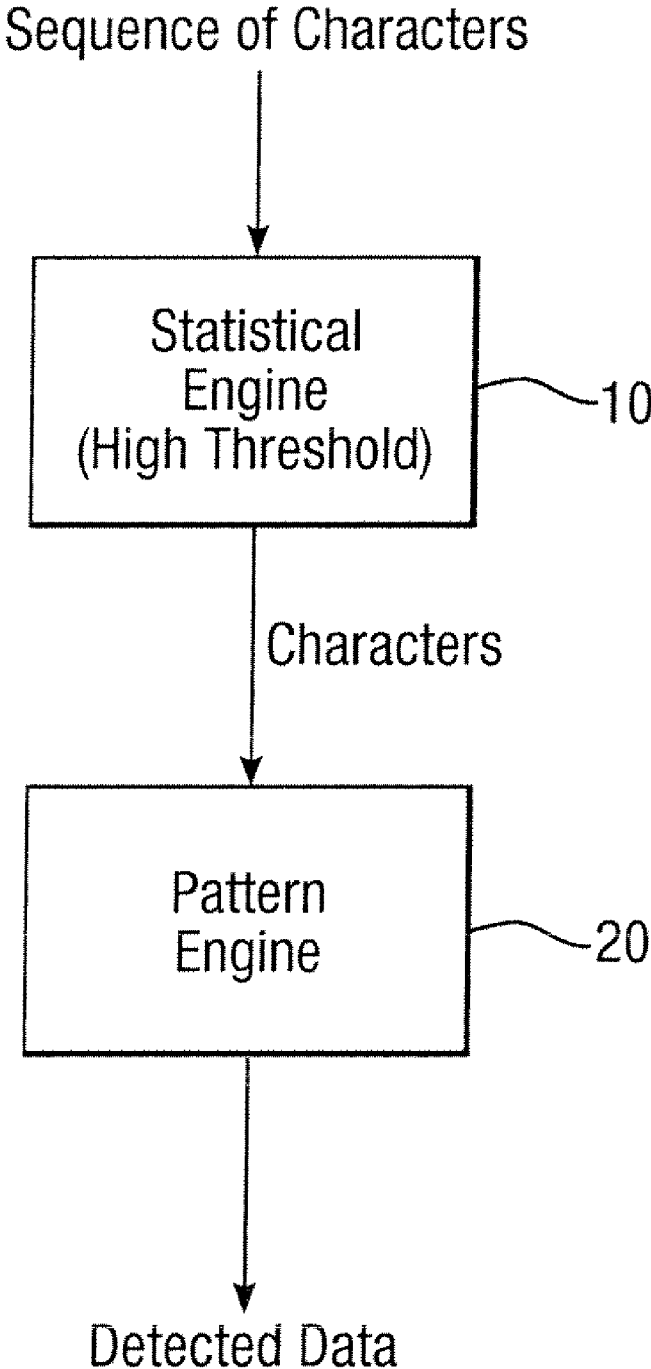 Sequence of Characters
Statistical
Engine
(High Threshold)
10
Characters
Pattern
Engine
20
Detected Data